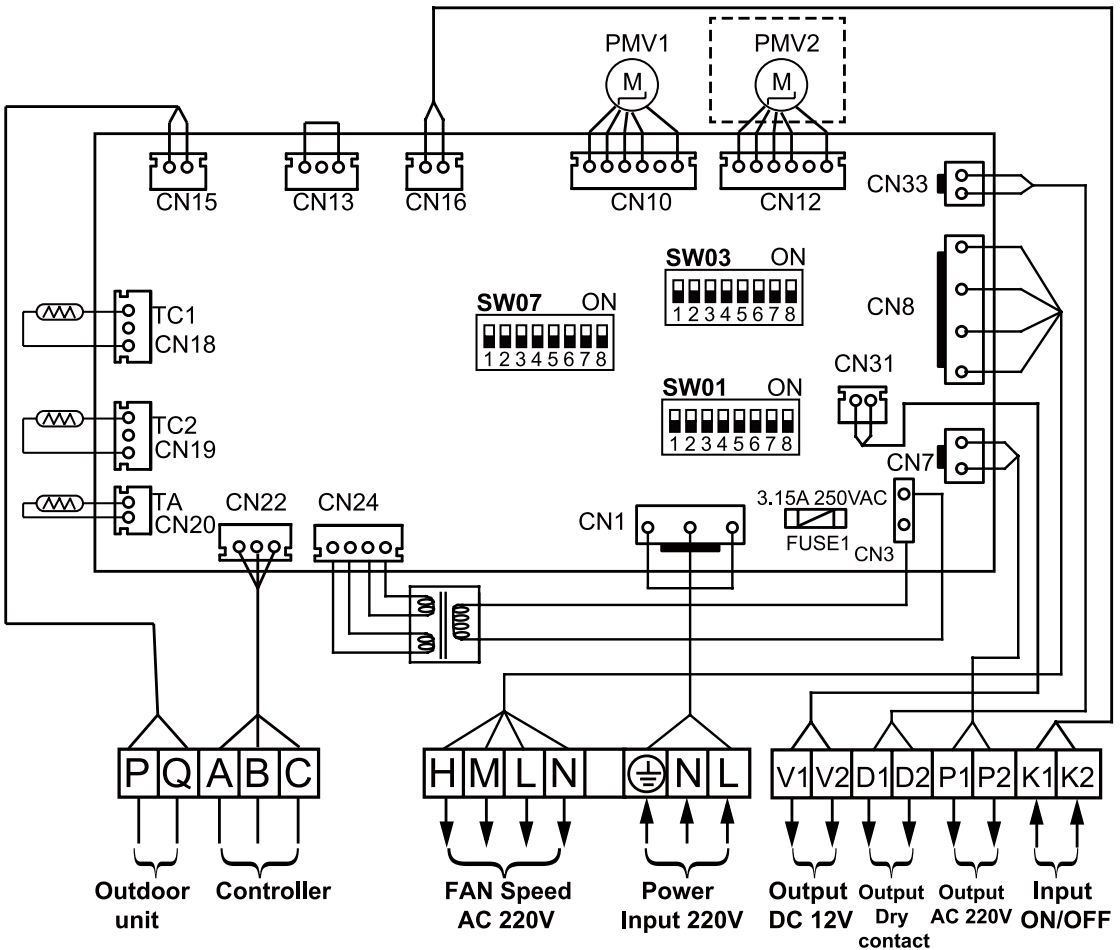 PMV1
PMV2
M
M
CN15
CN13
CN16
CN10
CN12
CN33
SW03 ON
1 2 3 4 5 6 7 8
CN8
SW07 ON
1 2 3 4 5 6 7 8
TC1
CN18
CN31
SW01 ON
1 2 3 4 5 6 7 8
TC2
CN19
CN7
TA
CN20
CN22
CN24
CN1
3.15A 250VAC
FUSE1
CN3
P Q A B C
H M L N
N L
V1 V2 D1 D2 P1 P2 K1 K2
Outdoor
unit
Controller
FAN Speed
AC 220V
Power
Input 220V
Output
DC 12V
Output
Dry
contact
Output
AC 220V
Input
ON/OFF